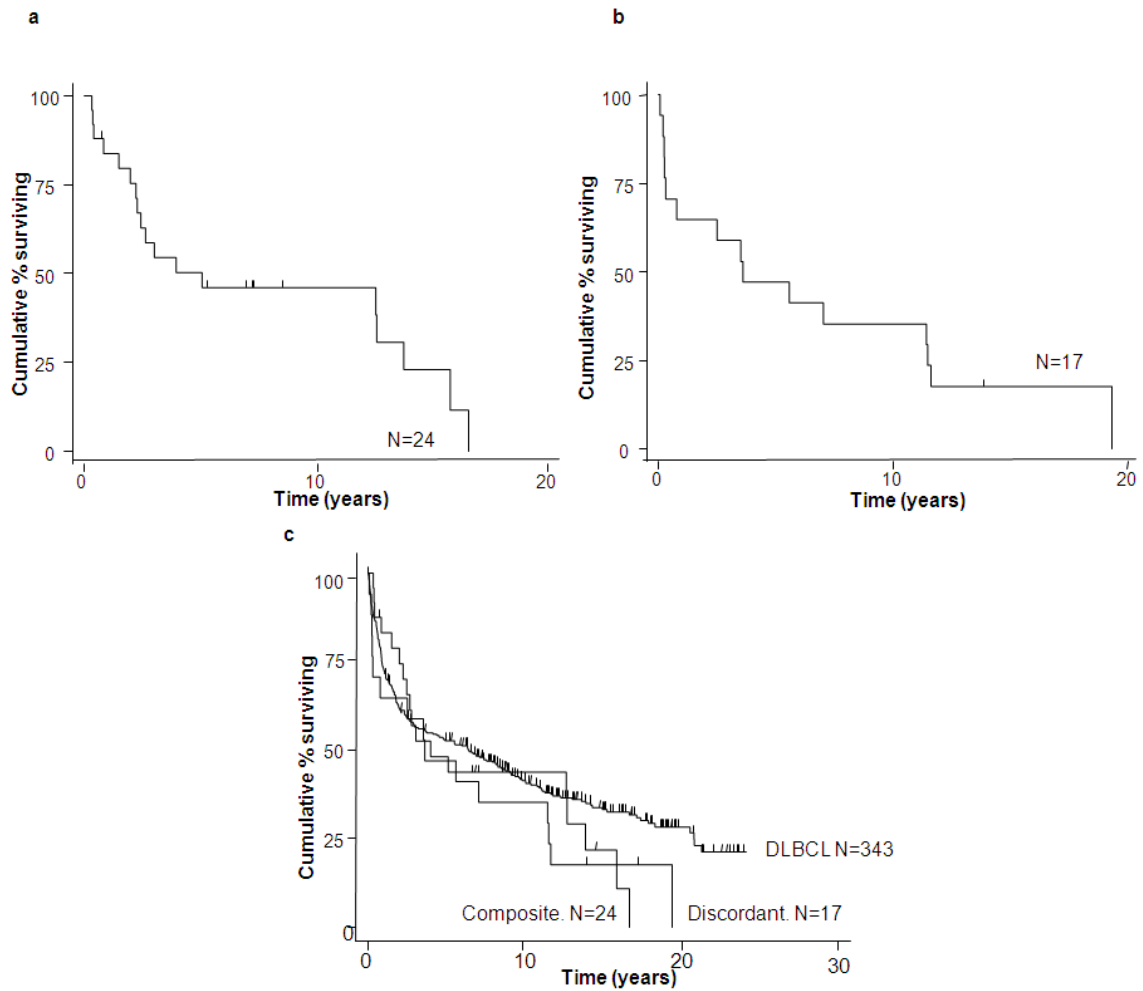 a
100
75
50
25
0
Cumulative % surviving
N=24
0
10
20
Time (years)
b
100
75
50
25
0
Cumulative % surviving
N=17
0
10
20
Time (years)
c
100
75
50
25
0
Cumulative % surviving
DLBCL N=343
Composite. N=24
Discordant. N=17
0
10
20
30
Time (years)